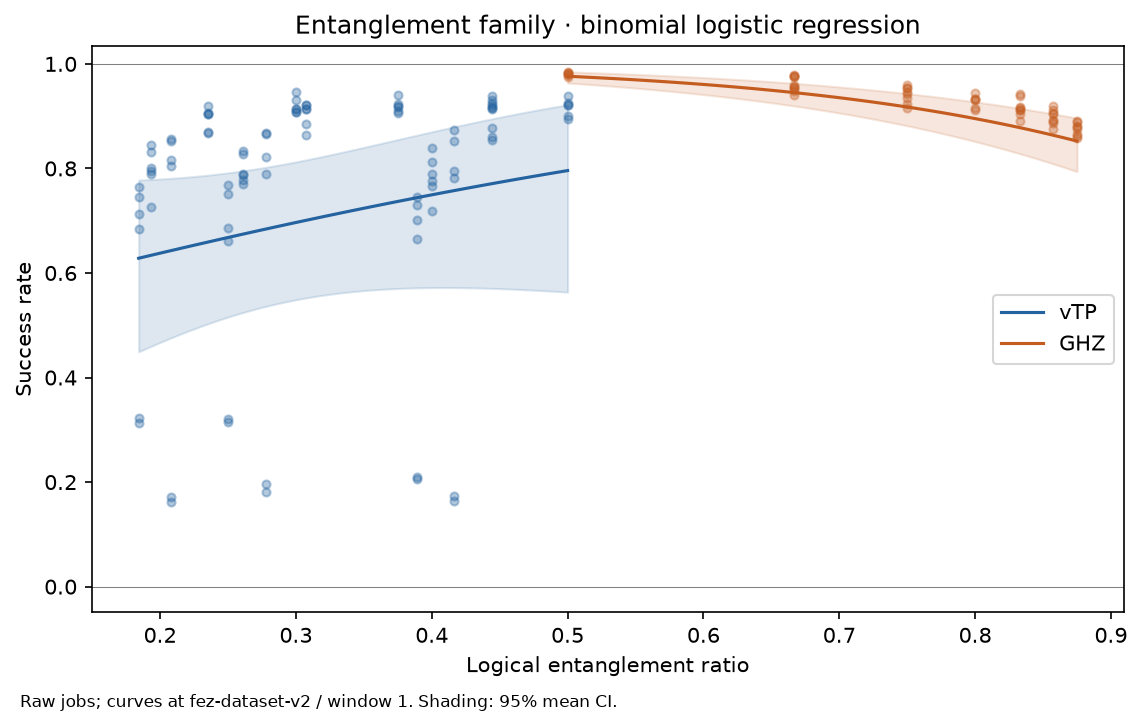 Entanglement family · binomial logistic regression
1.0
0.8
0.6
0.4
0.2
0.0
Success rate
vTP
GHZ
0.2 0.3 0.4 0.5 0.6 0.7 0.8 0.9
Logical entanglement ratio
Raw jobs; curves at fez-dataset-v2 / window 1. Shading: 95% mean CI.